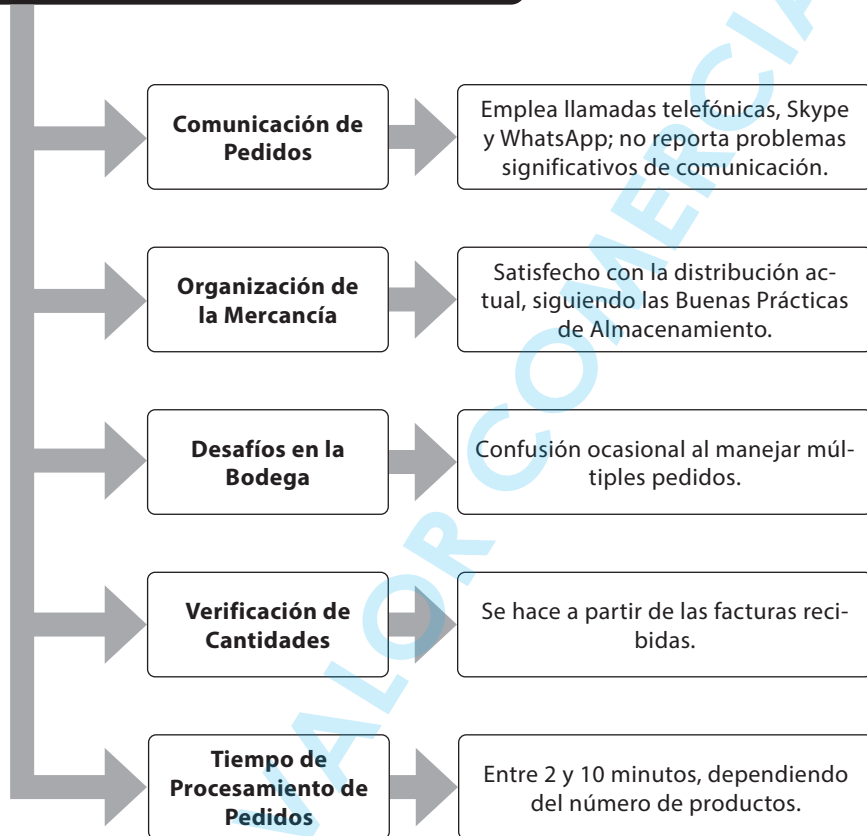 Comunicación de
Pedidos
Emplea llamadas telefónicas, Skype
y WhatsApp; no reporta problemas
significativos de comunicación.
Organización de
la Mercancía
Satisfecho con la distribución ac-
tual, siguiendo las Buenas Prácticas
de Almacenamiento.
Desafíos en la
Bodega
Confusión ocasional al manejar múl-
tiples pedidos.
Verificación de
Cantidades
Se hace a partir de las facturas reci-
bidas.
Tiempo de
Procesamiento de
Pedidos
Entre 2 y 10 minutos, dependiendo
del número de productos.
VALOR COMERCIA